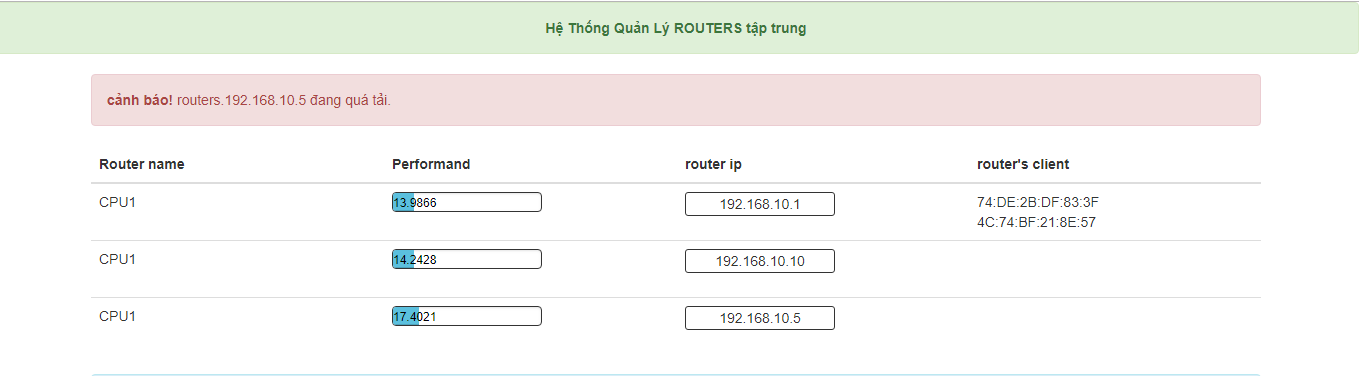 Hệ Thống Quản Lý ROUTERS tập trung
cảnh báo! routers.192.168.10.5 đang quá tải.
Router name Performand router ip router's client
CPU1 13.9866 192.168.10.1 74:DE:2B:DF:83:3F
4C:74:BF:21:8E:57
CPU1 14.2428 192.168.10.10
CPU1 17.4021 192.168.10.5